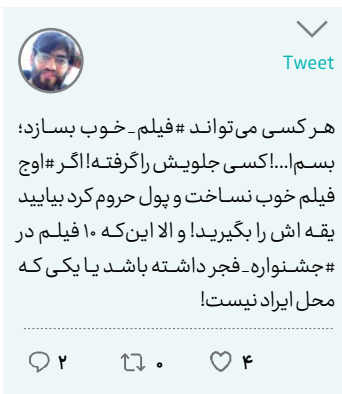 Tweet
هر کسی می‌تواند #فیلم_خوب بسازد؛
بسم‌ا...! کسی جلویش را گرفته! اگر #اوج
فیلم خوب نساخت و پول حروم کرد بیایید
یقه اش را بگیرید! و الا این‌که ۱۰ فیلم در
#جشنواره_فجر داشته باشد یا یکی که
محل ایراد نیست!
۲ ۰ ۴